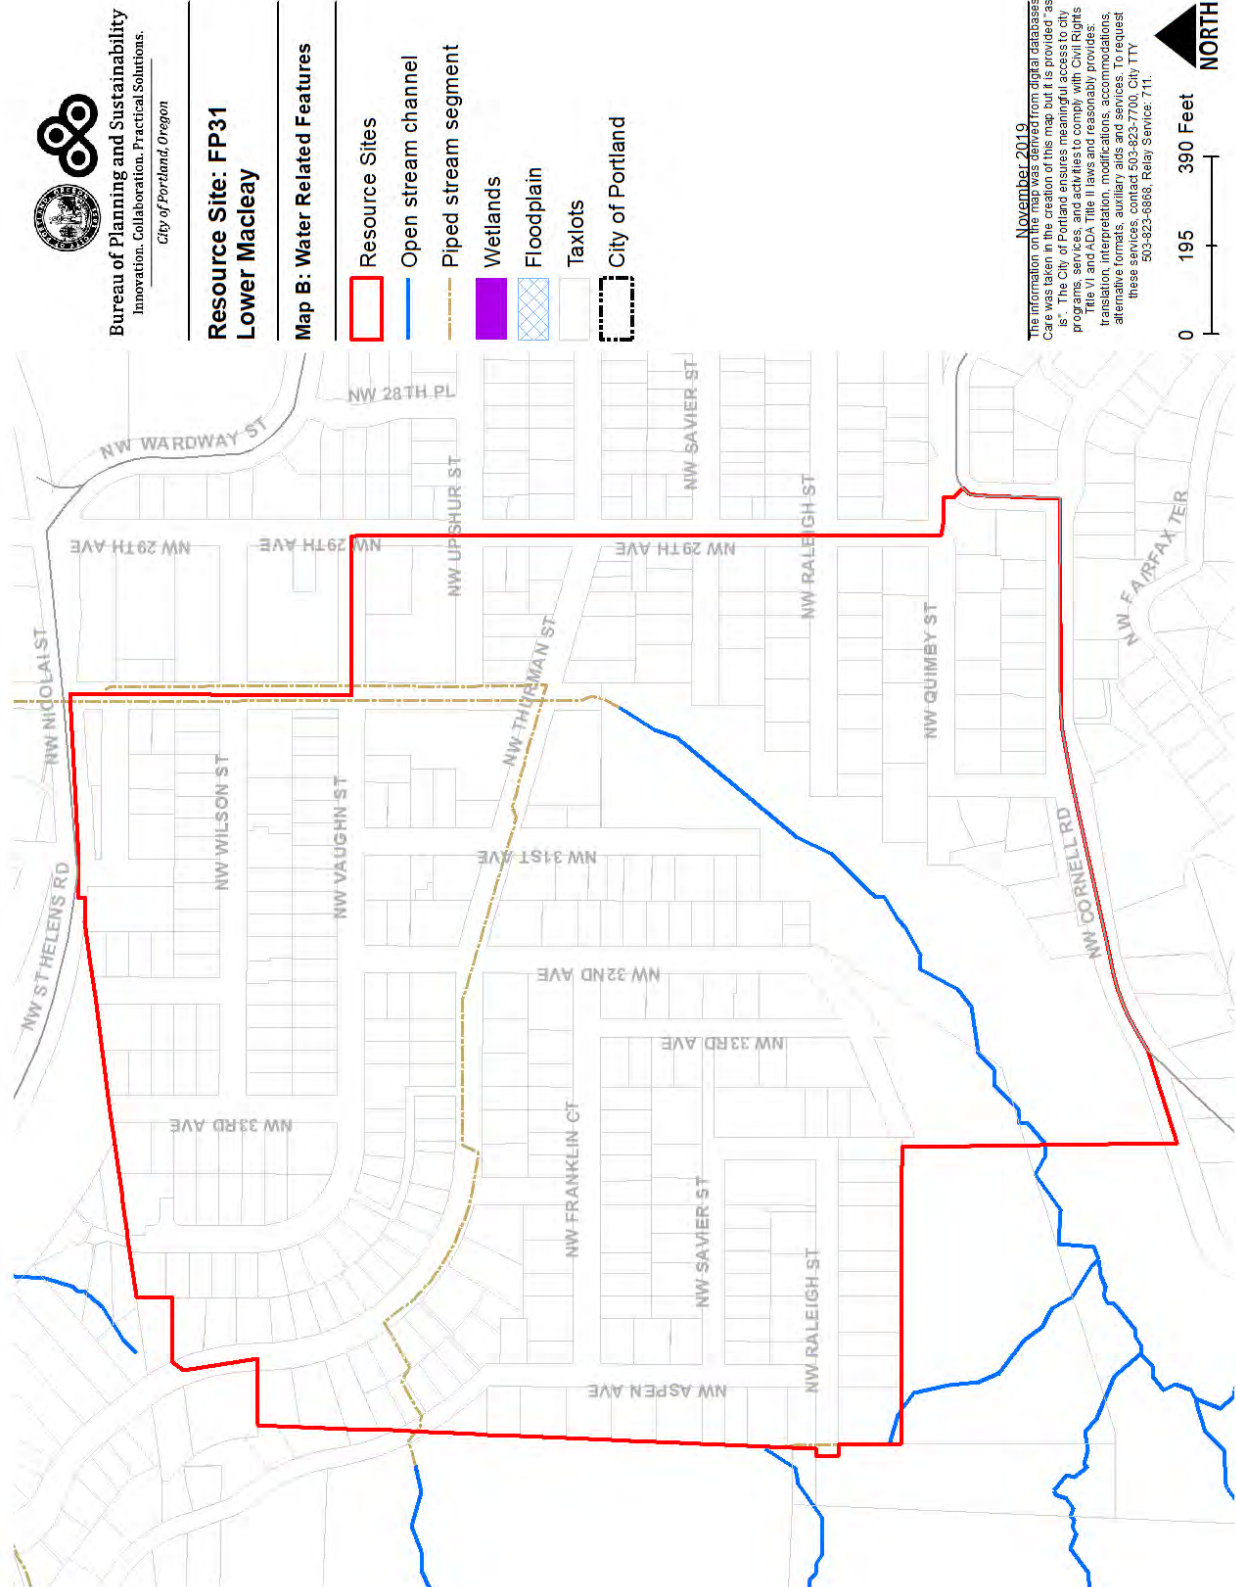 Bureau of Planning and Sustainability
Innovation. Collaboration. Practical Solutions.
City of Portland, Oregon
Resource Site: FP31
Lower Macleay
Map B: Water Related Features
Resource Sites
Open stream channel
Piped stream segment
Wetlands
Floodplain
Taxlots
City of Portland
November 2019
The information on the map was derived from digital databases
Care was taken in the creation of this map but it is provided "as
is". The City of Portland ensures meaningful access to city
programs, services, and activities to comply with Civil Rights
Title VI and ADA Title II laws and reasonably provides:
translation, interpretation, modifications, accommodations,
alternative formats, auxiliary aids and services. To request
these services, contact 503-823-7700, City TTY
503-823-6868, Relay Service: 711.
0 195 390 Feet
NORTH
NW ST HELENS RD
NW NICOLAI ST
NW WARDWAY ST
NW 29TH AVE
NW 29TH AVE
NW 29TH AVE
NW 28TH PL
NW WILSON ST
NW VAUGHN ST
NW UPSHUR ST
NW 33RD AVE
NW THURMAN ST
NW 31ST AVE
NW 32ND AVE
NW 29TH AVE
NW SAVIER ST
NW 33RD AVE
NW FRANKLIN CT
NW SAVIER ST
NW ASPEN AVE
NW RALEIGH ST
NW RALEIGH ST
NW QUIMBY ST
NW CORNELL RD
NW FAIRFAX TER